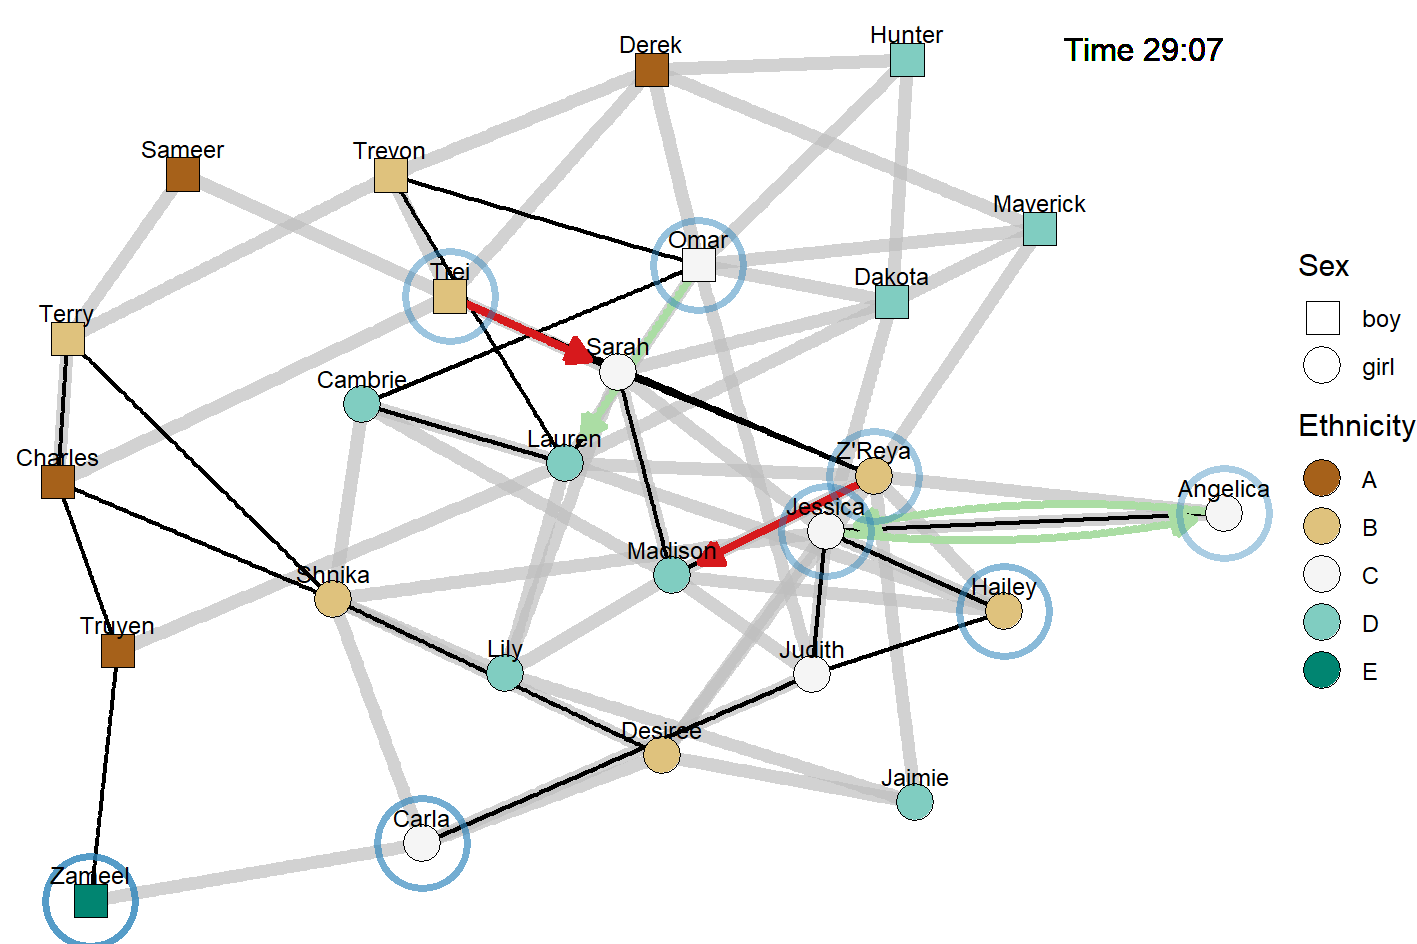 Hunter
Derek
Time 29:07
Sameer
Trevon
Maverick
Omar
Trei
Dakota
Sex
Terry
boy
Sarah
girl
Cambrie
Ethnicity
Lauren
Z'Reya
Charles
A
Angelica
Jessica
B
Madison
Shnika
C
Hailey
Truyen
D
Lily
Judith
E
Desiree
Jaimie
Carla
Zameel